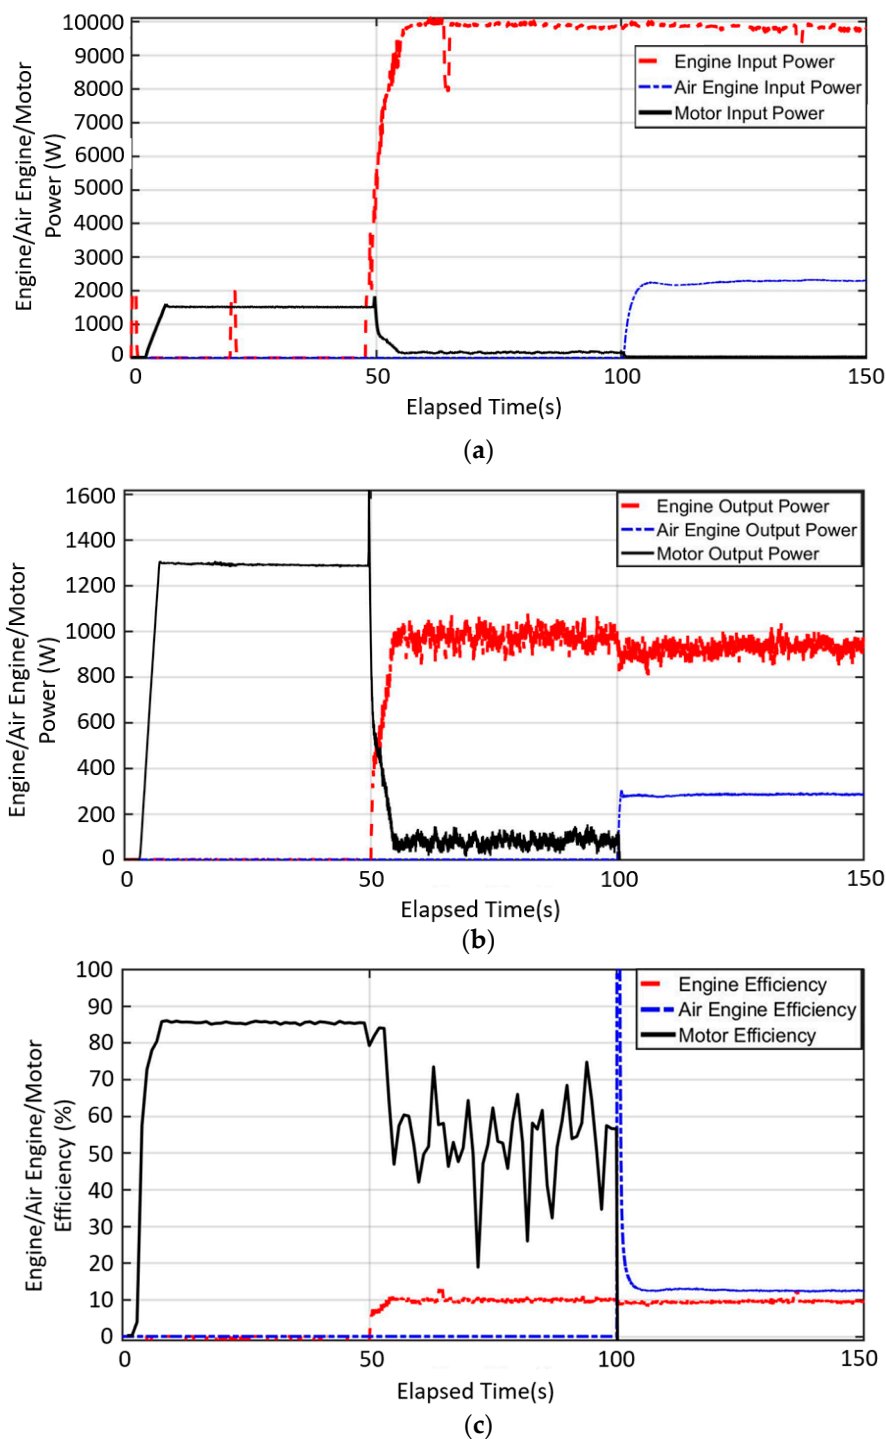 Engine/Air Engine/Motor
Power (W)
10000
9000
8000
7000
6000
5000
4000
3000
2000
1000
0
Engine Input Power
Air Engine Input Power
Motor Input Power
0 50 100 150
Elapsed Time(s)
(a)
Engine/Air Engine/Motor
Power (W)
1600
1400
1200
1000
800
600
400
200
0
Engine Output Power
Air Engine Output Power
Motor Output Power
0 50 100 150
Elapsed Time(s)
(b)
Engine/Air Engine/Motor
Efficiency (%)
100
90
80
70
60
50
40
30
20
10
0
Engine Efficiency
Air Engine Efficiency
Motor Efficiency
0 50 100 150
Elapsed Time(s)
(c)